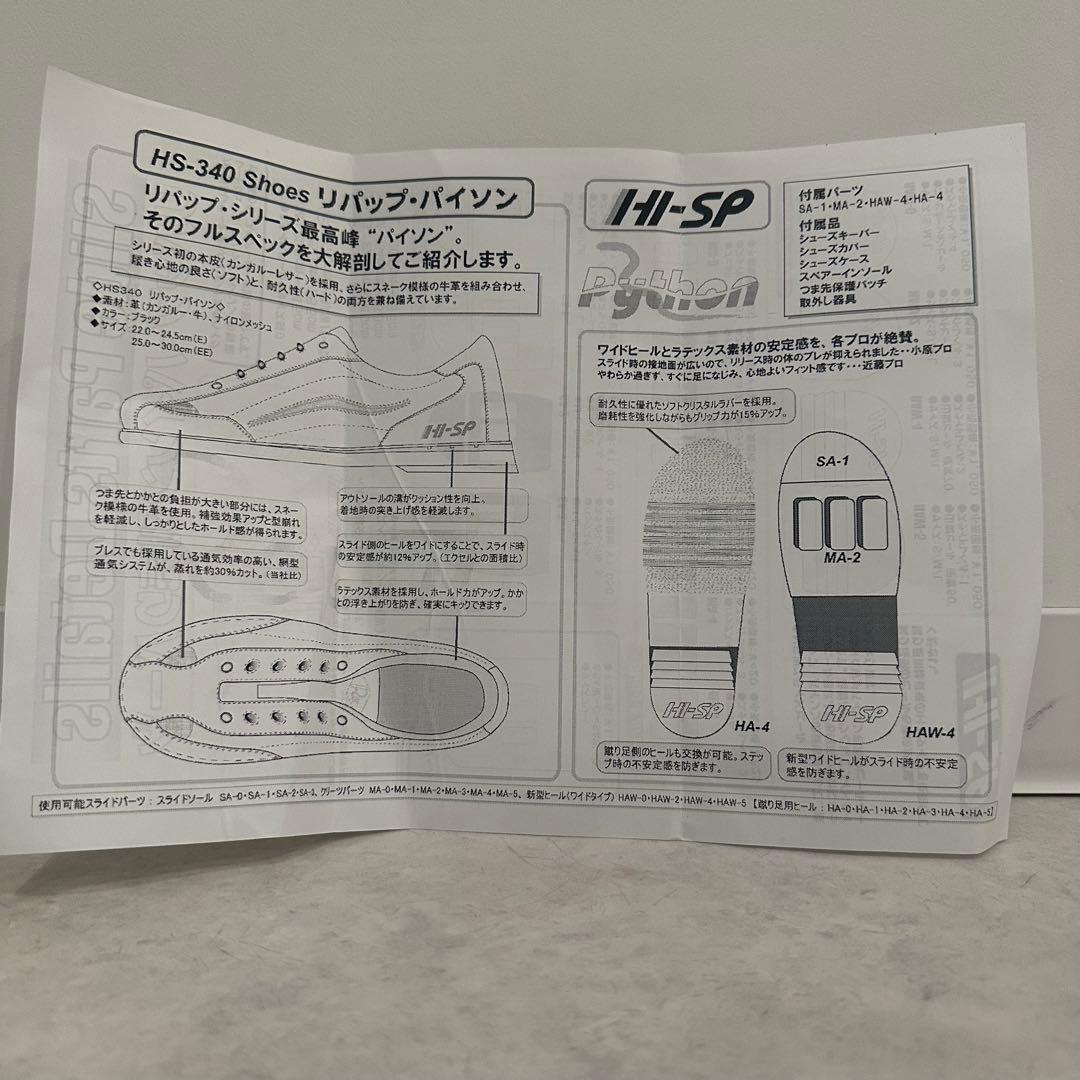 HS-340 Shoes リパップ・パイソン
リパップ・シリーズ最高峰 “パイソン”。
そのフルスペックを大解剖してご紹介します。
シリーズ初の本皮(カンガルーレザー)を採用、さらにスネーク模様の牛革を組み合わせ、
履き心地の良さ(ソフト)と、耐久性(ハード)の両方を兼ね備えています。
◇HS340 リパップ・パイソン◇
◆素材:革(カンガルー・牛)、ナイロンメッシュ
◆カラー:ブラック
◆サイズ:22.0～24.5cm(E)
25.0～30.0cm(EE)
HI-SP
つま先とかかとの負担が大きい部分には、スネー
ク模様の牛革を使用。補強効果アップと型崩れ
を軽減し、しっかりとしたホールド感が得られます。
ブレスでも採用している通気効率の高い、網型
通気システムが、蒸れを約30%カット。(当社比)
アウトソールの溝がクッション性を向上。
着地時の突き上げ感を軽減します。
スライド側のヒールをワイドにすることで、スライド時
の安定感が約12%アップ。(エクセルとの面積比)
ラテックス素材を採用し、ホールド力がアップ。かか
との浮き上がりを防ぎ、確実にキックできます。
HI-SP
Python
付属パーツ
SA-1・MA-2・HAW-4・HA-4
付属品
シューズキーパー
シューズカバー
シューズケース
スペアーインソール
つま先保護パッチ
取外し器具
ワイドヒールとラテックス素材の安定感を、各プロが絶賛。
スライド時の接地面が広いので、リリース時の体のブレが抑えられました・・小原プロ
やわらか過ぎず、すぐに足になじみ、心地よいフィット感です・・・近藤プロ
耐久性に優れたソフトクリスタルラバーを採用。
磨耗性を強化しながらもグリップ力が15%アップ。
SA-1
MA-2
HI-SP
HA-4
HI-SP
HAW-4
蹴り足側のヒールも交換が可能。ステッ
プ時の不安定感を防ぎます。
新型ワイドヒールがスライド時の不安定
感を防ぎます。
使用可能スライドパーツ:スライドソール SA-0・SA-1・SA-2・SA-3、クリーツパーツ MA-0・MA-1・MA-2・MA-3・MA-4・MA-5、新型ヒール(ワイドタイプ) HAW-0・HAW-2・HAW-4・HAW-5 【蹴り足用ヒール:HA-0・HA-1・HA-2・HA-3・HA-4・HA-5】